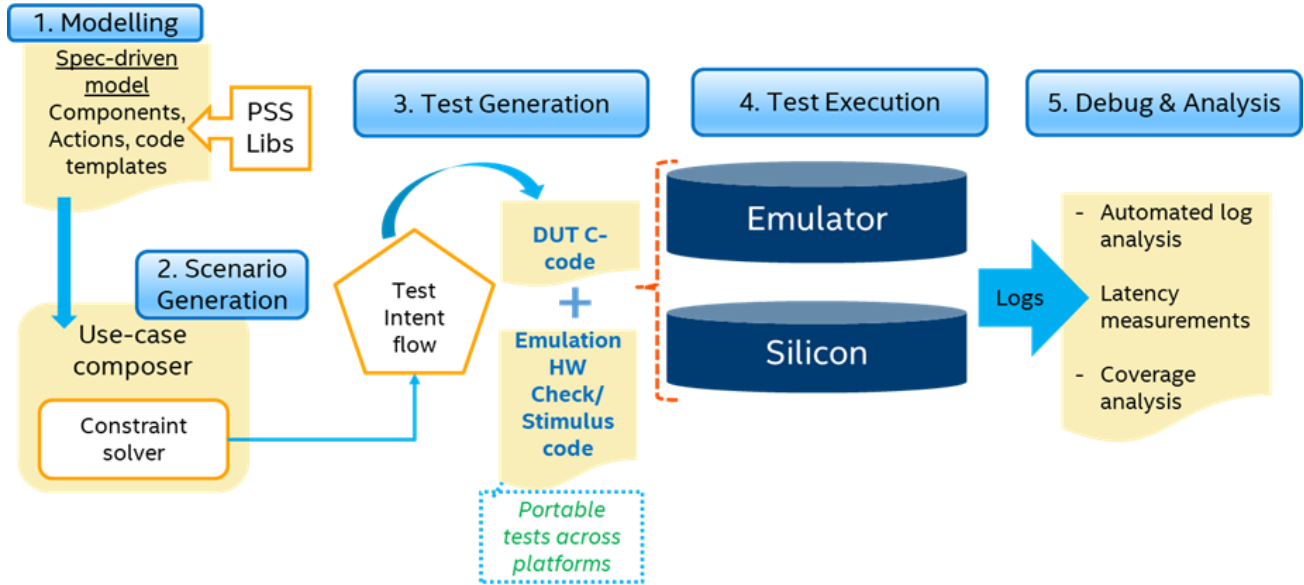 1. Modelling
Spec-driven
model
Components,
Actions, code
templates
PSS
Libs
2. Scenario
Generation
Use-case
composer
Constraint
solver
3. Test Generation
Test
Intent
flow
DUT C-
code
+
Emulation
HW
Check/
Stimulus
code
Portable
tests across
platforms
4. Test Execution
Emulator
Silicon
Logs
5. Debug & Analysis
- Automated log
analysis
- Latency
measurements
- Coverage
analysis